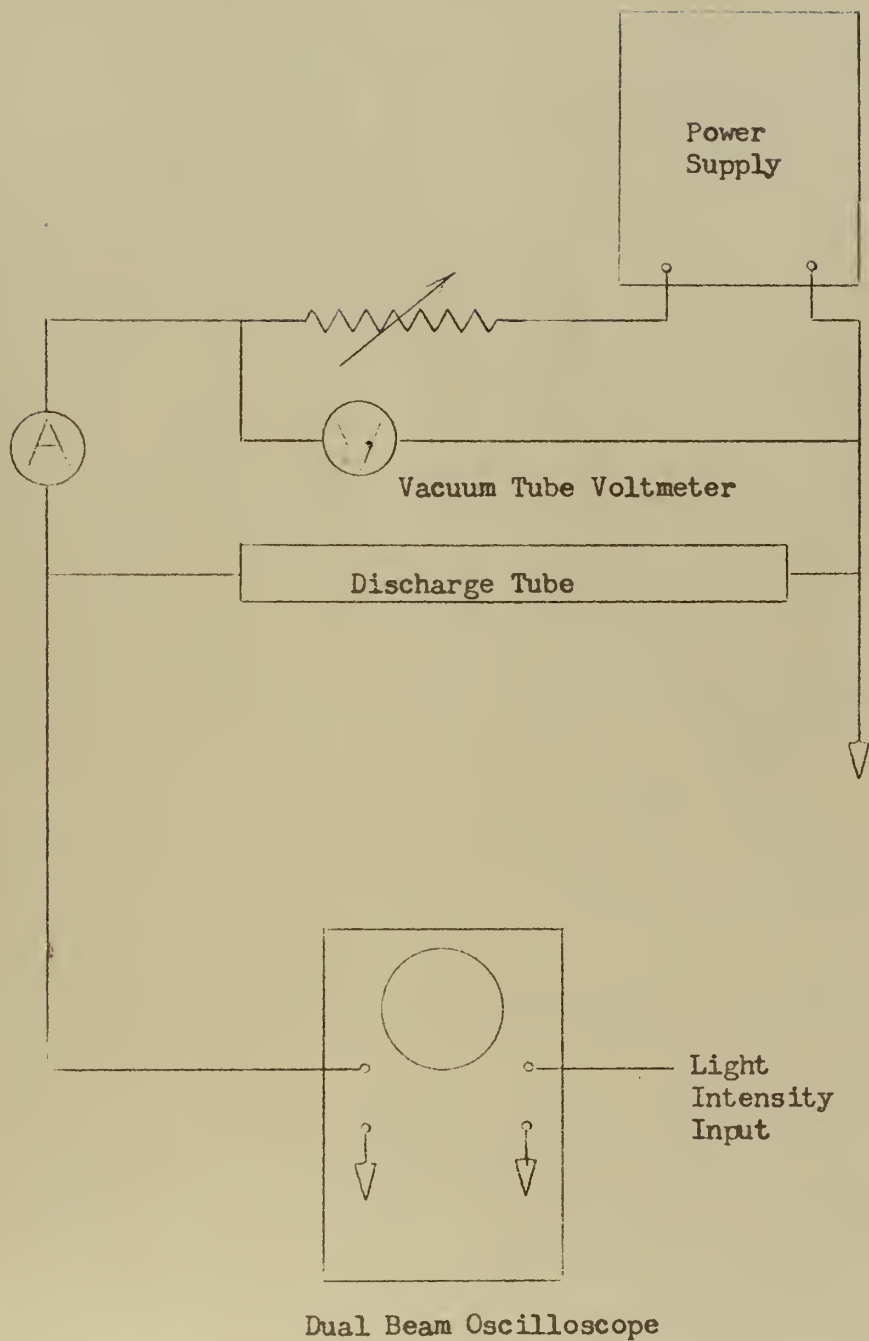 Power
Supply
A
V
Vacuum Tube Voltmeter
Discharge Tube
Light
Intensity
Input
Dual Beam Oscilloscope